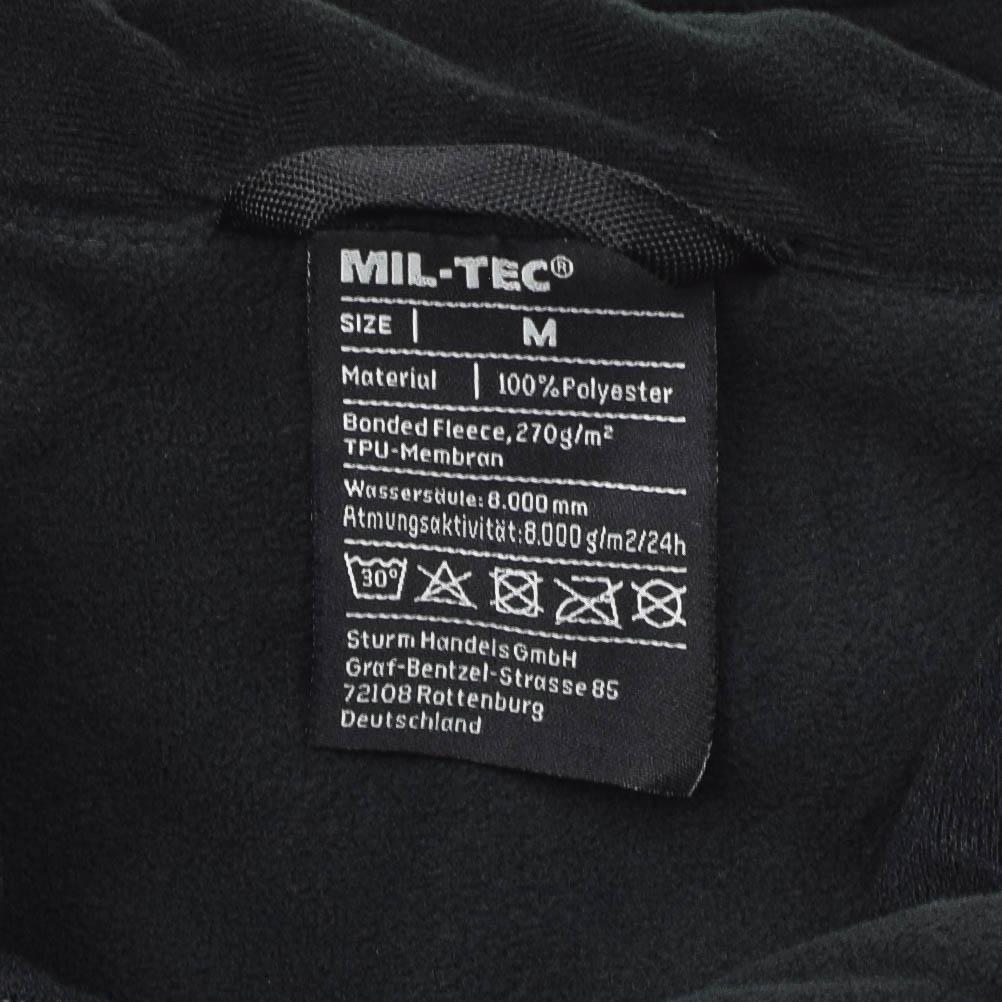 MIL-TEC®
SIZE | M
Material | 100%Polyester
Bonded Fleece, 270g/m²
TPU-Membran
Wassersäule: 8.000 mm
Atmungsaktivität: 8.000 g/m2/24h
30°
Sturm Handels GmbH
Graf-Bentzel-Strasse 85
72108 Rottenburg
Deutschland